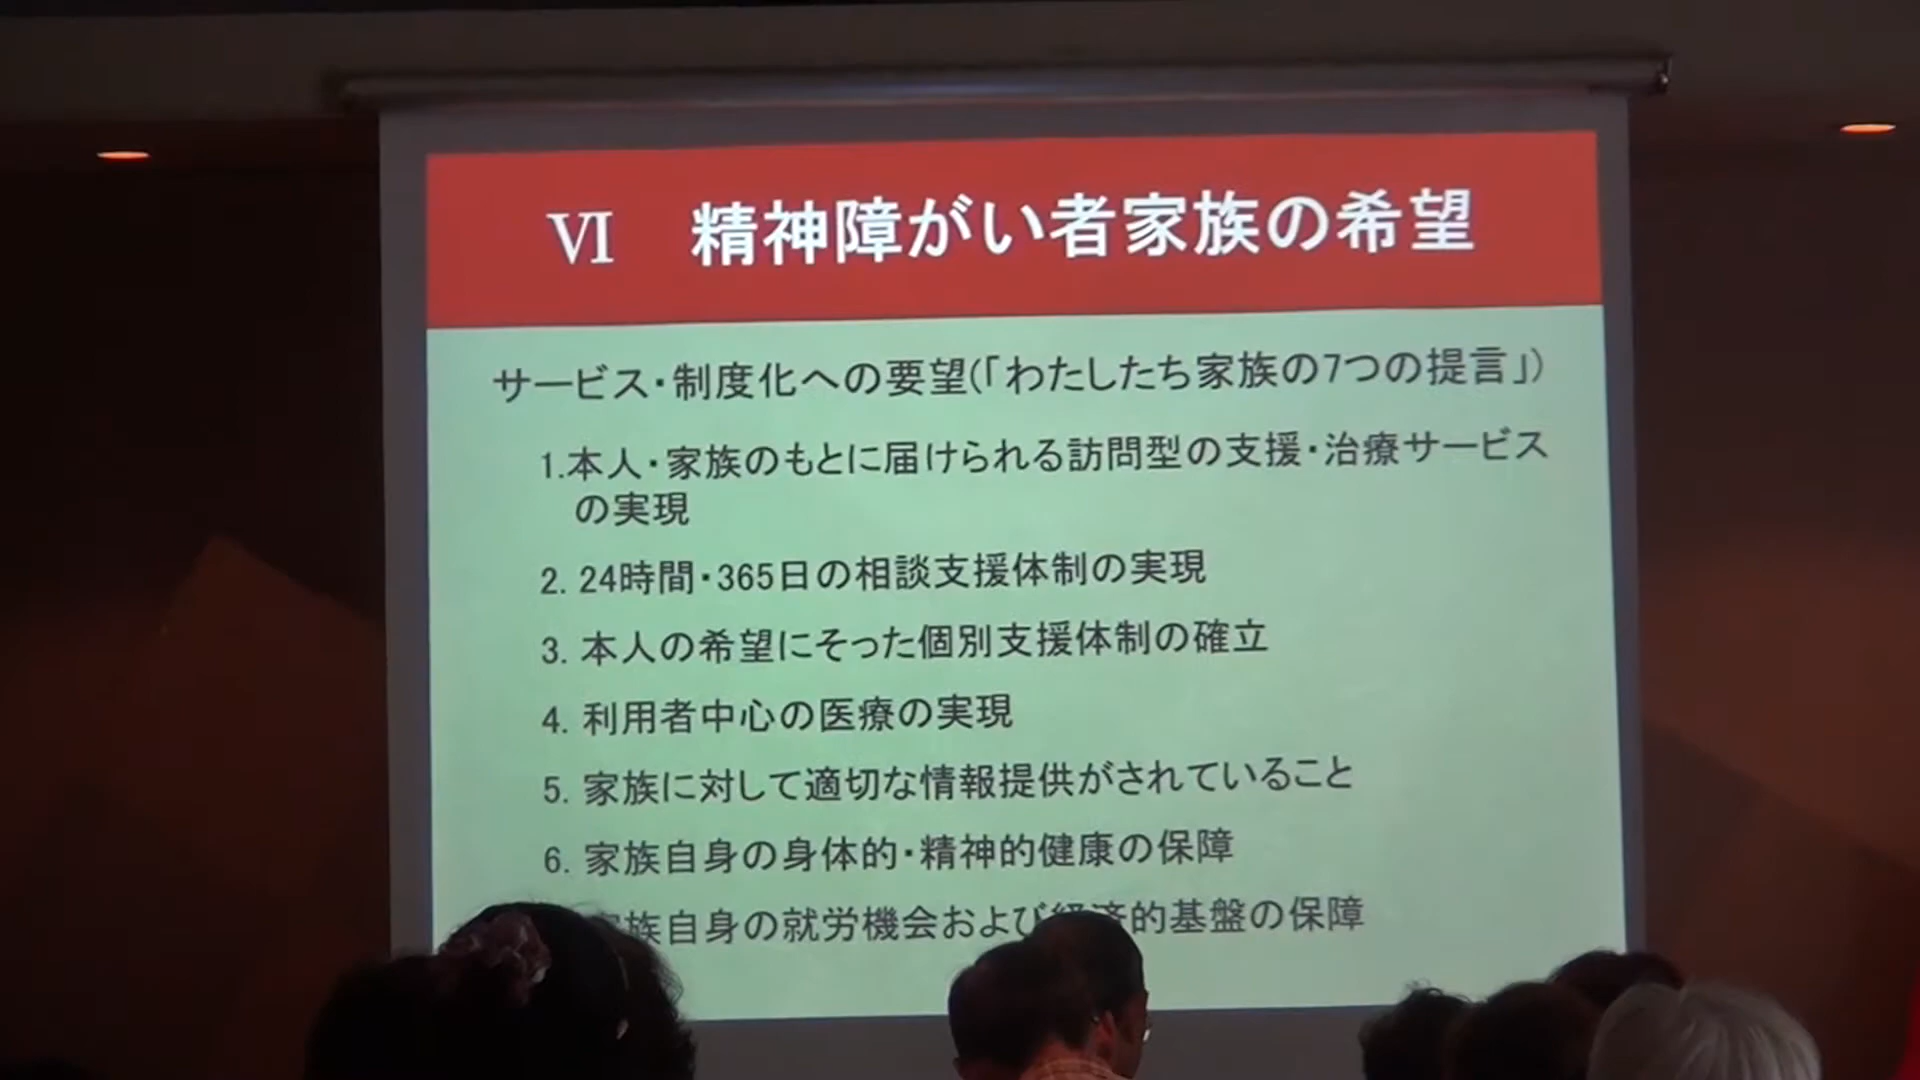 Ⅵ 精神障がい者家族の希望
サービス・制度化への要望(「わたしたち家族の7つの提言」)
1.本人・家族のもとに届けられる訪問型の支援・治療サービス
の実現
2. 24時間・365日の相談支援体制の実現
3. 本人の希望にそった個別支援体制の確立
4. 利用者中心の医療の実現
5. 家族に対して適切な情報提供がされていること
6. 家族自身の身体的・精神的健康の保障
族自身の就労機会および経済的基盤の保障